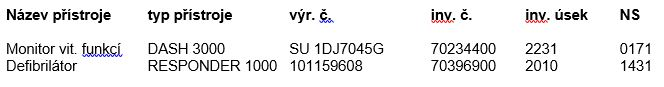 Název přístroje typ přístroje výr. č. inv. č. inv. úsek NS
Monitor vit. funkcí DASH 3000 SU 1DJ7045G 70234400 2231 0171
Defibrilátor RESPONDER 1000 101159608 70396900 2010 1431